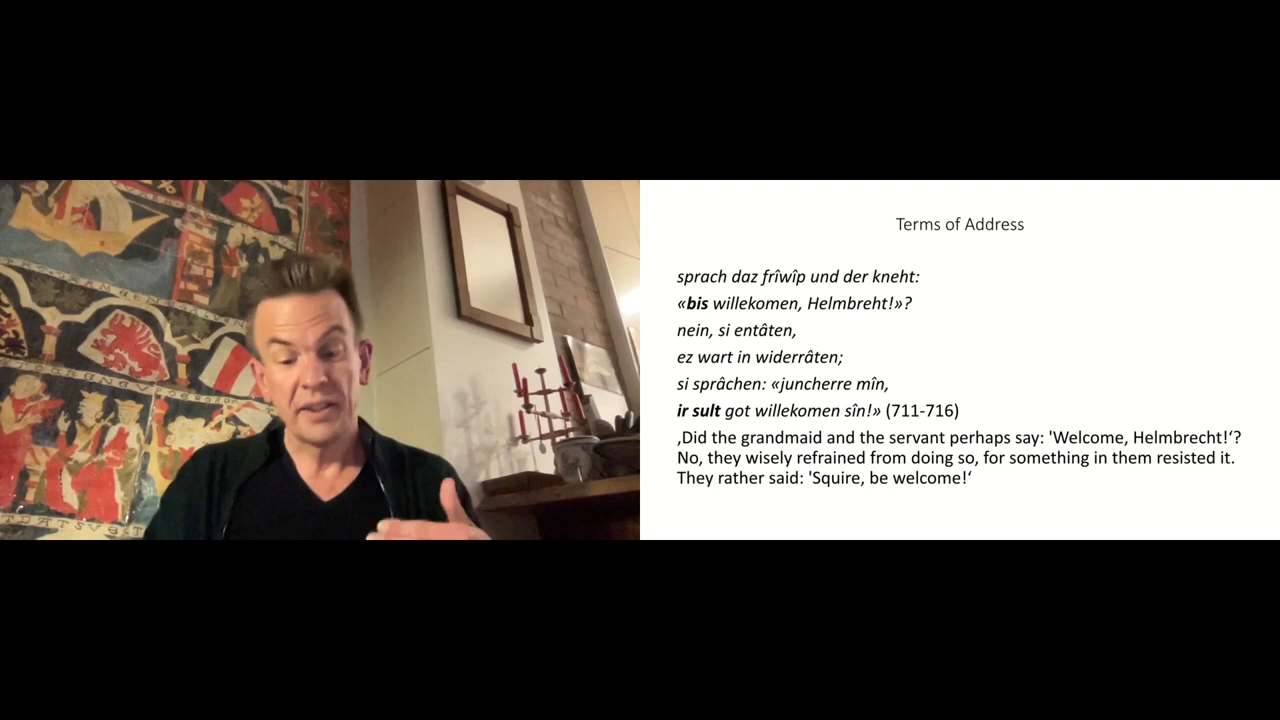 Terms of Address
sprach daz frîwîp und der kneht:
«bis willekomen, Helmbreht!»?
nein, si entâten,
ez wart in widerrâten;
si sprâchen: «juncherre mîn,
ir sult got willekomen sîn!» (711-716)
‚Did the grandmaid and the servant perhaps say: 'Welcome, Helmbrecht!‘?
No, they wisely refrained from doing so, for something in them resisted it.
They rather said: 'Squire, be welcome!‘